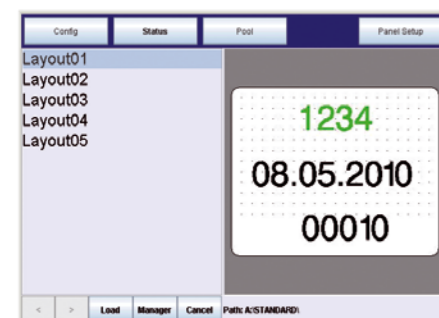 Config Status Pool Panel Setup
Layout01
Layout02
Layout03
Layout04
Layout05
1234
08.05.2010
00010
< > Load Manager Cancel Path: A:\STANDARD\